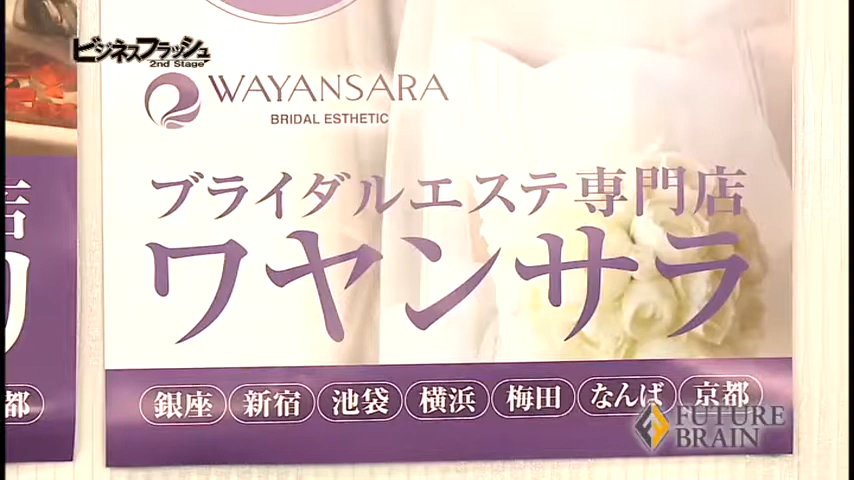 ビジネスフラッシュ
2nd Stage
WAYANSARA
BRIDAL ESTHETIC
ブライダルエステ専門店
ワヤンサラ
銀座 新宿 池袋 横浜 梅田 なんば 京都
FUTURE
BRAIN
店
都